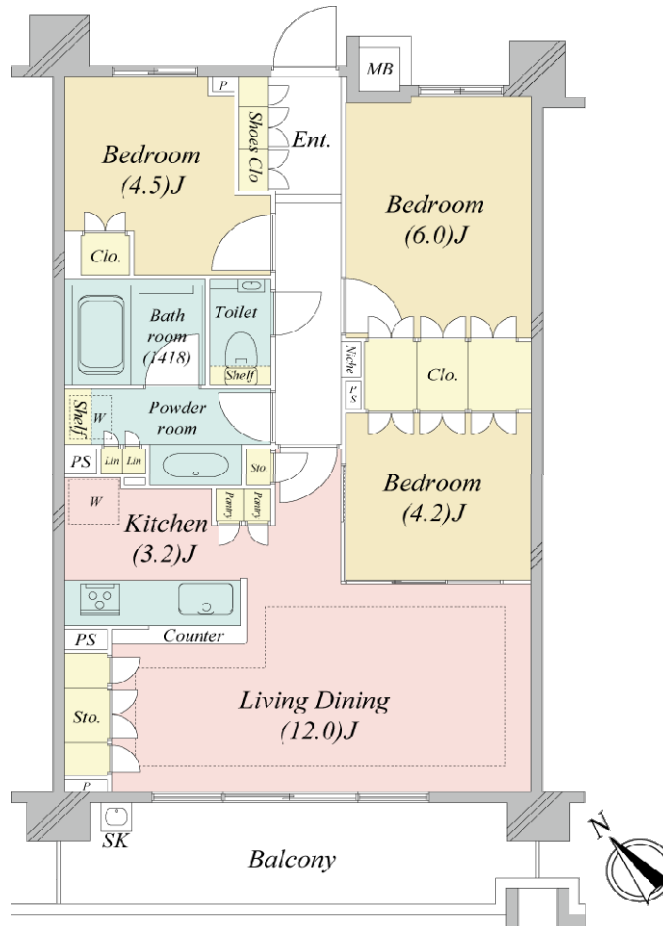 MB
P
Shoes Clo
Ent.
Bedroom
(4.5)J
Bedroom
(6.0)J
Clo.
Bath
room
(1418)
Toilet
Shelf
Niche
PS
Clo.
Shelf
W
Powder
room
PS
Lin
Lin
Sto
Bedroom
(4.2)J
W
Pantry
Pantry
Kitchen
(3.2)J
PS
Counter
Sto.
Living Dining
(12.0)J
P
SK
Balcony
N